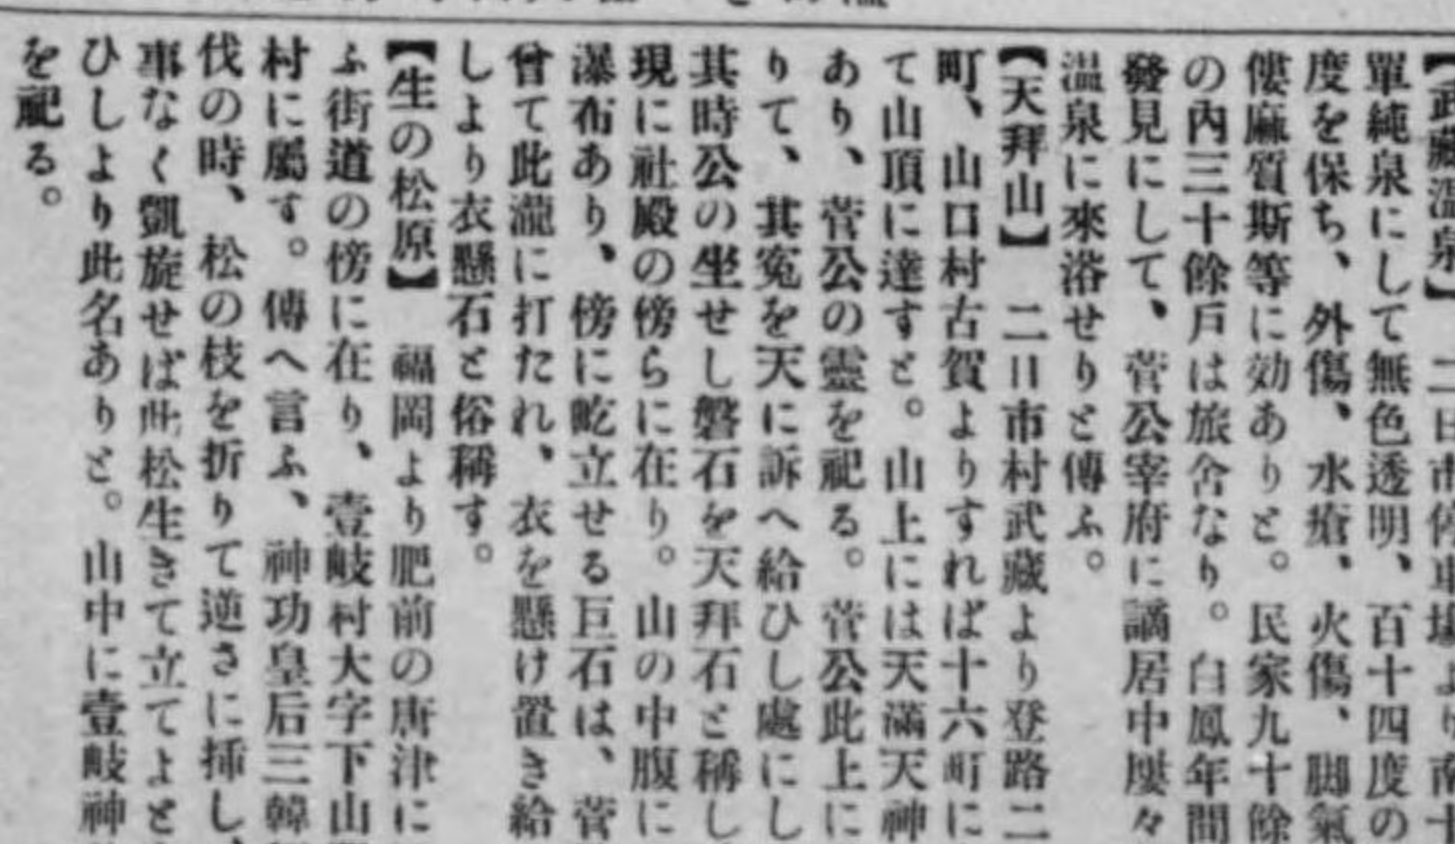 【武藏溫泉】 二日市停車場より南十
單純泉にして無色透明、百十四度の
度を保ち、外傷、水瘡、火傷、脚氣
僂麻質斯等に効ありと。民家九十餘
の內三十餘戶は旅舍なり。白鳳年間
發見にして、菅公宰府に謫居中屢々
溫泉に來浴せりと傳ふ。
【天拜山】 二日市村武藏より登路二
町、山口村古賀よりすれば十六町に
て山頂に達すと。山上には天滿天神
あり、菅公の靈を祀る。菅公此上に
りて、其寃を天に訴へ給ひし處にし
其時公の坐せし磐石を天拜石と稱し
現に社殿の傍らに在り。山の中腹に
瀑布あり、傍に屹立せる巨石は、菅
曾て此瀧に打たれ、衣を懸け置き給
しより衣懸石と俗稱す。
【生の松原】 福岡より肥前の唐津に
ふ街道の傍に在り、壹岐村大字下山
村に屬す。傳へ言ふ、神功皇后三韓
伐の時、松の枝を折りて逆さに揷し、
事なく凱旋せば此松生きて立てよと
ひしより此名ありと。山中に壹岐神
を祀る。